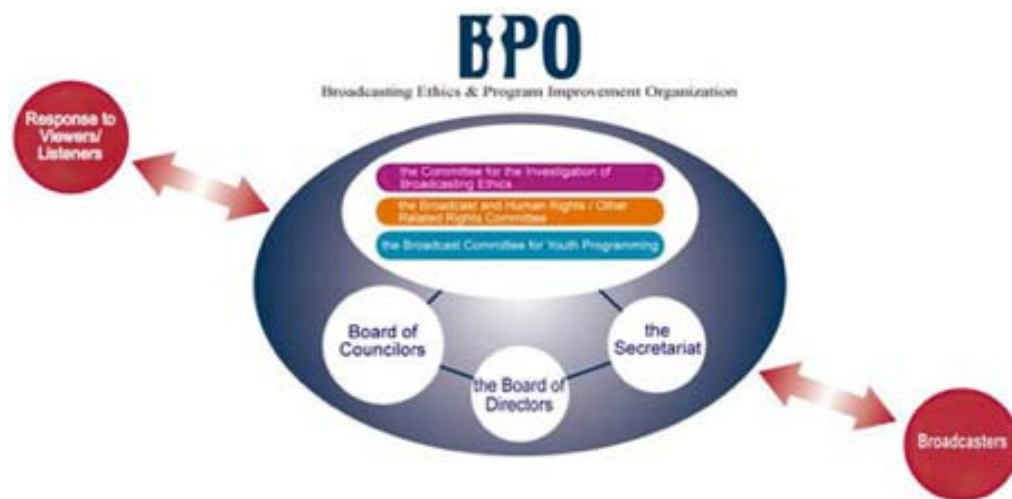 BPO
Broadcasting Ethics & Program Improvement Organization
Response to
Viewers/
Listeners
the Committee for the Investigation of
Broadcasting Ethics
the Broadcast and Human Rights / Other
Related Rights Committee
the Broadcast Committee for Youth Programming
Board of
Councilors
the
Secretariat
the Board of
Directors
Broadcasters